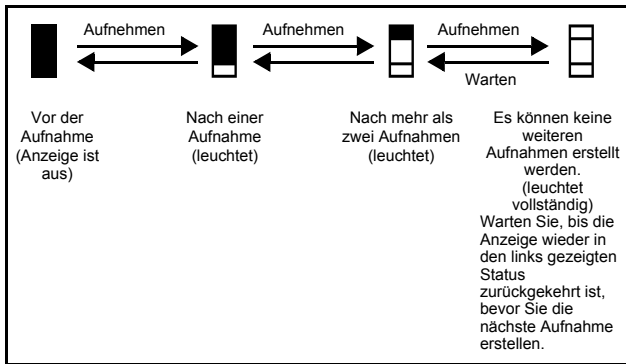 Aufnehmen
Aufnehmen
Aufnehmen
Warten
Vor der
Aufnahme
(Anzeige ist
aus)
Nach einer
Aufnahme
(leuchtet)
Nach mehr als
zwei Aufnahmen
(leuchtet)
Es können keine
weiteren
Aufnahmen erstellt
werden.
(leuchtet
vollständig)
Warten Sie, bis die
Anzeige wieder in
den links gezeigten
Status
zurückgekehrt ist,
bevor Sie die
nächste Aufnahme
erstellen.